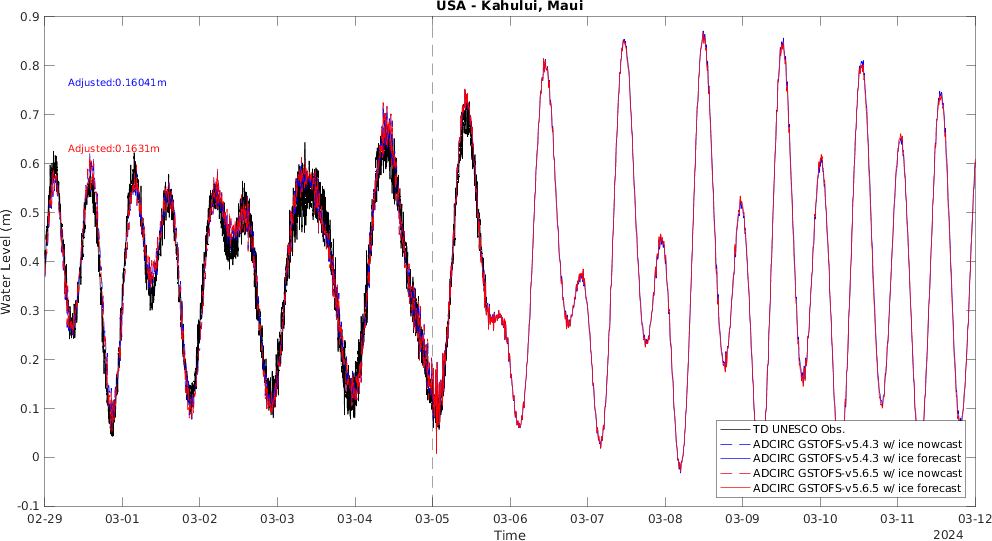 USA - Kahului, Maui
0.9
0.8
0.7
0.6
0.5
0.4
0.3
0.2
0.1
0
-0.1
Water Level (m)
Adjusted:0.16041m
Adjusted:0.1631m
TD UNESCO Obs.
ADCIRC GSTOFS-v5.4.3 w/ ice nowcast
ADCIRC GSTOFS-v5.4.3 w/ ice forecast
ADCIRC GSTOFS-v5.6.5 w/ ice nowcast
ADCIRC GSTOFS-v5.6.5 w/ ice forecast
02-29 03-01 03-02 03-03 03-04 03-05 03-06 03-07 03-08 03-09 03-10 03-11 03-12
Time
2024